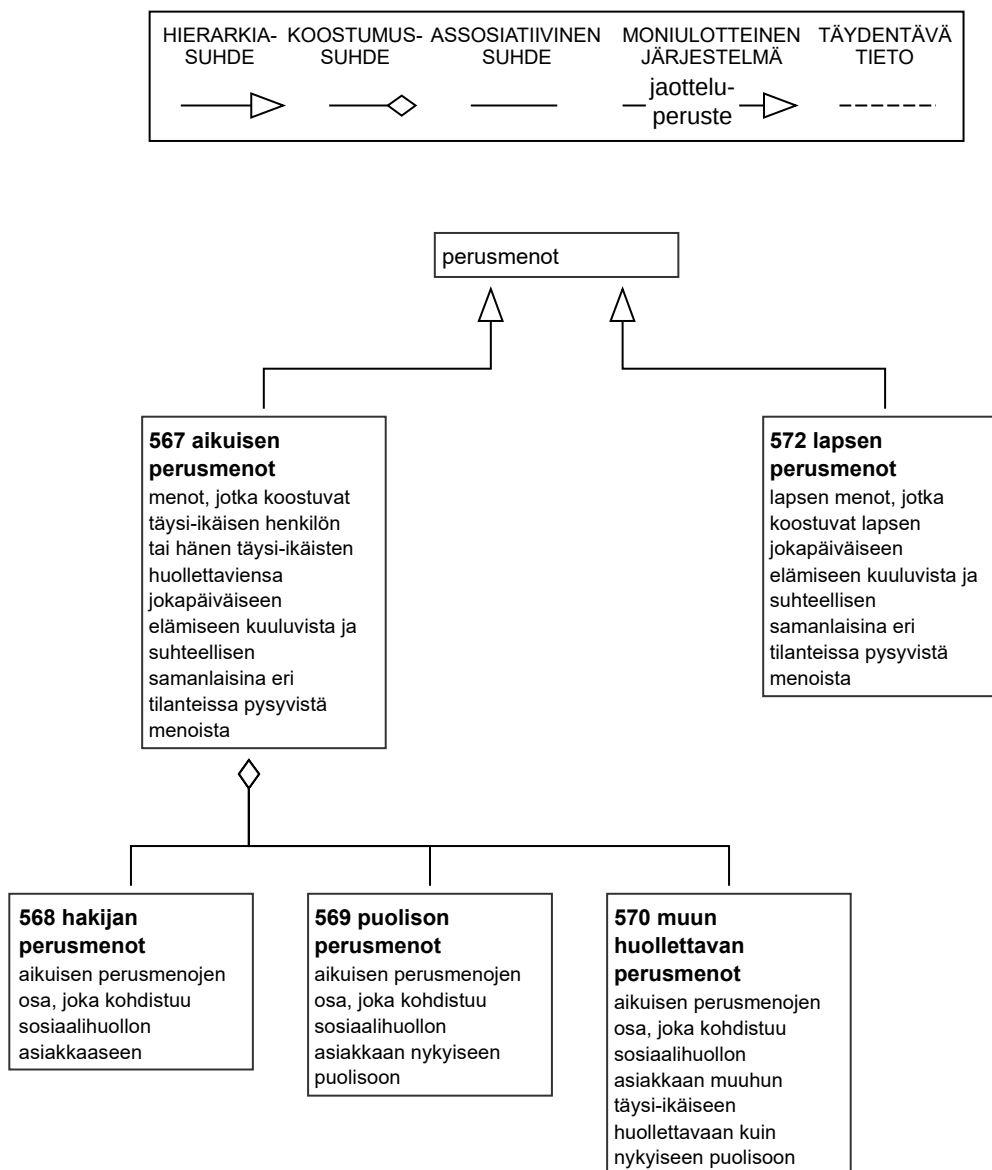 HIERARKIA-
SUHDE
KOOSTUMUS-
SUHDE
ASSOSIATIIVINEN
SUHDE
MONIULOTTEINEN
JÄRJESTELMÄ
TÄYDENTÄVÄ
TIETO
jaottelu-
peruste
perusmenot
567 aikuisen
perusmenot
menot, jotka koostuvat
täysi-ikäisen henkilön
tai hänen täysi-ikäisten
huollettaviensa
jokapäiväiseen
elämiseen kuuluvista ja
suhteellisen
samanlaisina eri
tilanteissa pysyvistä
menoista
572 lapsen
perusmenot
lapsen menot, jotka
koostuvat lapsen
jokapäiväiseen
elämiseen kuuluvista ja
suhteellisen
samanlaisina eri
tilanteissa pysyvistä
menoista
568 hakijan
perusmenot
aikuisen perusmenojen
osa, joka kohdistuu
sosiaalihuollon
asiakkaaseen
569 puolison
perusmenot
aikuisen perusmenojen
osa, joka kohdistuu
sosiaalihuollon
asiakkaan nykyiseen
puolisoon
570 muun
huollettavan
perusmenot
aikuisen perusmenojen
osa, joka kohdistuu
sosiaalihuollon
asiakkaan muuhun
täysi-ikäiseen
huollettavaan kuin
nykyiseen puolisoon